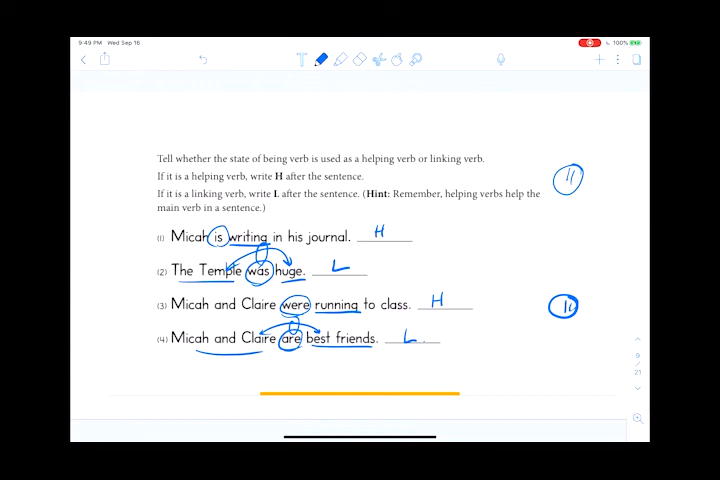 9:49 PM Wed Sep 16
100%
T
Tell whether the state of being verb is used as a helping verb or linking verb.
If it is a helping verb, write H after the sentence.
If it is a linking verb, write L after the sentence. (Hint: Remember, helping verbs help the
main verb in a sentence.)
(1) Micah is writing in his journal. H
(2) The Temple was huge. L
(3) Micah and Claire were running to class. H
(4) Micah and Claire are best friends. L
9
/
21